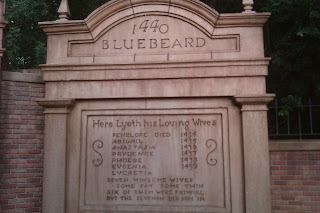 1440
BLUEBEARD
Here Lyeth his Loving Wives
PENELOPE DIED
ABIGAIL
ANASTASIA
PRUDENCE
PHOEBE
EUGENIA
LUCRETIA
SEVEN WINSOME WIVES
SOME FAT SOME THIN
SIX OF THEM WERE FAITHFUL
BUT THE SEVENTH DID HIM IN